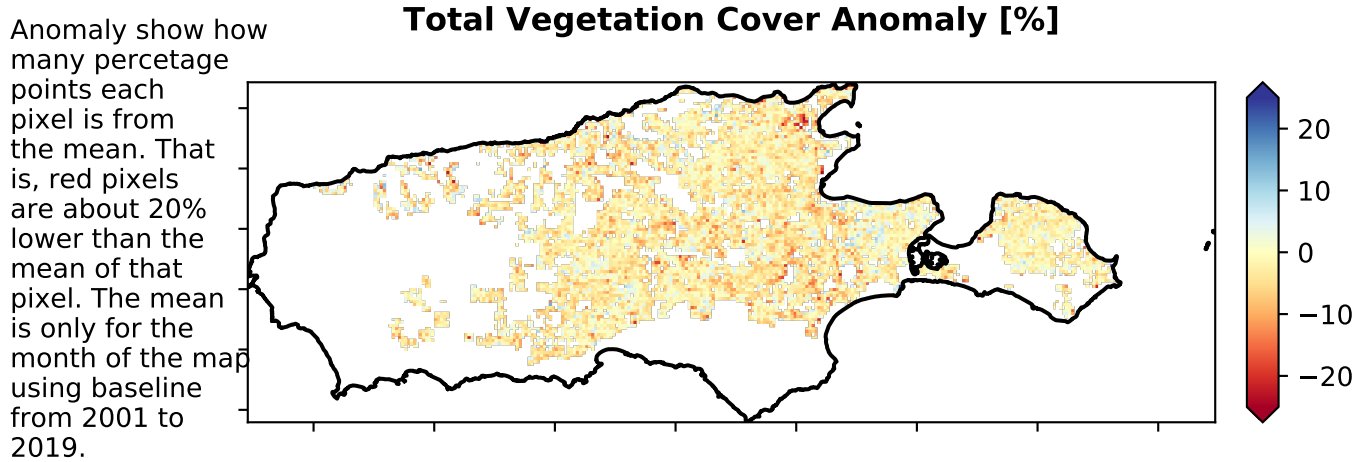 Total Vegetation Cover Anomaly [%]
Anomaly show how
many percetage
points each
pixel is from
the mean. That
is, red pixels
are about 20%
lower than the
mean of that
pixel. The mean
is only for the
month of the map
using baseline
from 2001 to
2019.
20
10
0
−10
−20